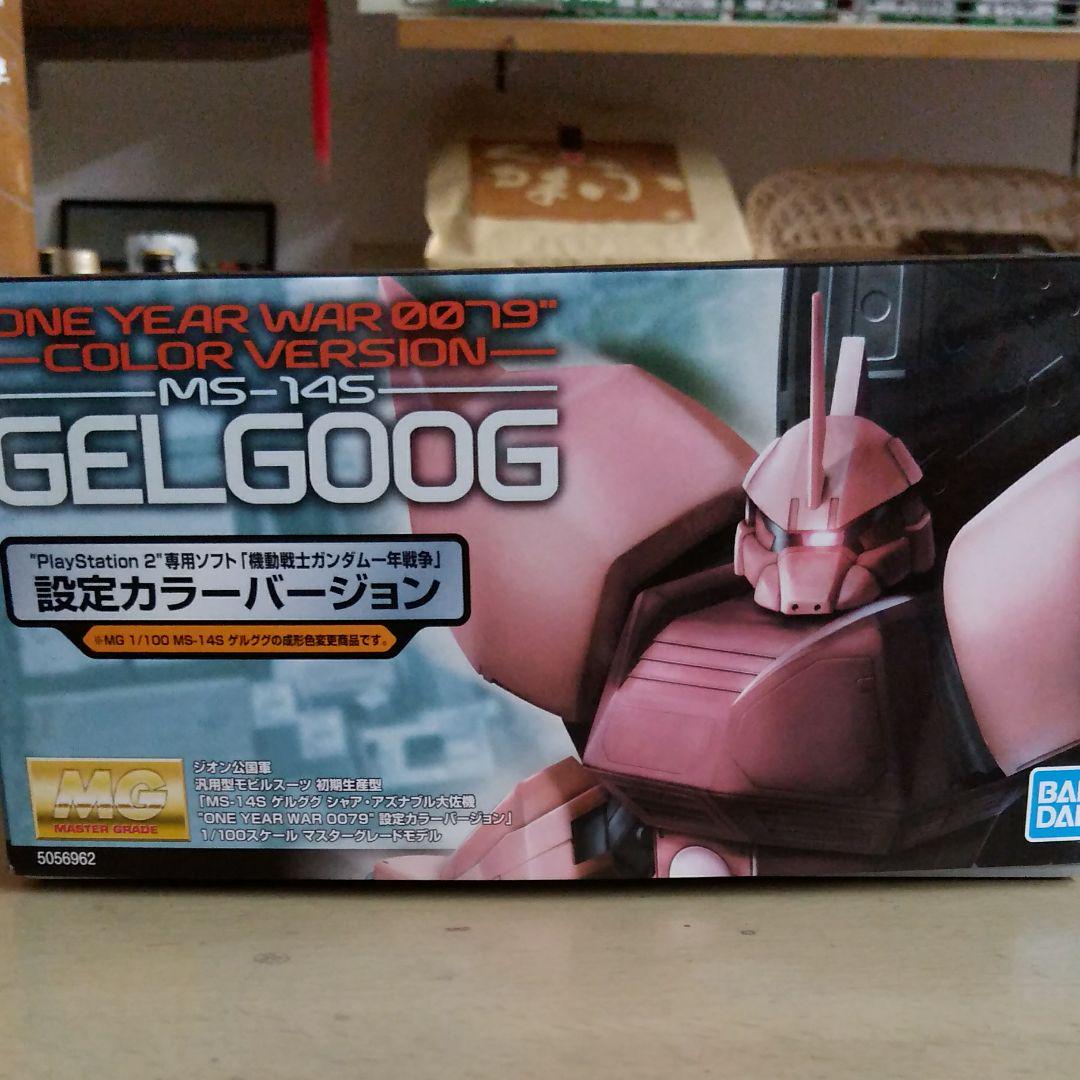 ONE YEAR WAR 0079"
COLOR VERSION
MS-14S
GELGOOG
"PlayStation 2"専用ソフト「機動戦士ガンダム一年戦争」
設定カラーバージョン
※MG 1/100 MS-14S ゲルググの成形色変更商品です。
MG
MASTER GRADE
ジオン公国軍
汎用型モビルスーツ 初期生産型
「MS-14S ゲルググ シャア・アズナブル大佐機
"ONE YEAR WAR 0079" 設定カラーバージョン」
1/100スケール マスターグレードモデル
5056962
BAN
DAI